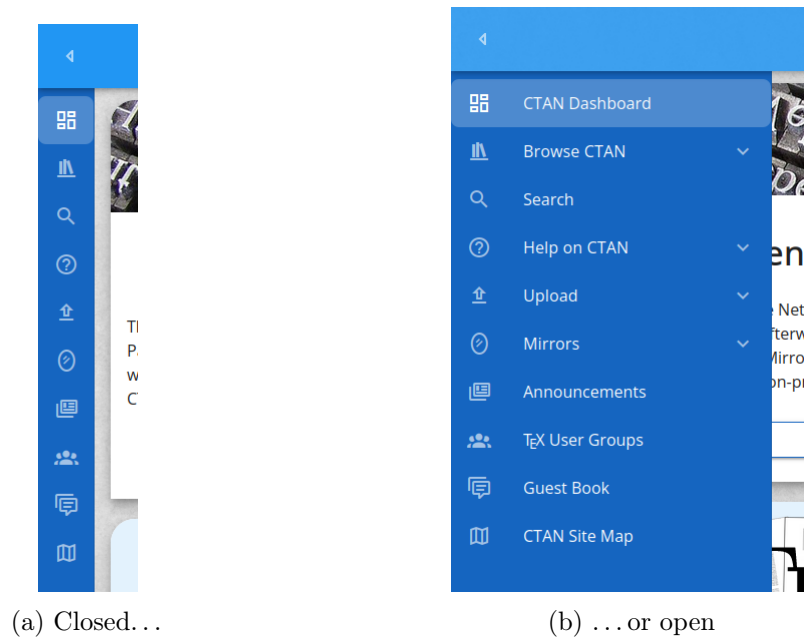 CTAN Dashboard
Browse CTAN
Search
Help on CTAN
Upload
Mirrors
Announcements
TEX User Groups
Guest Book
CTAN Site Map
(a) Closed...
(b) ...or open